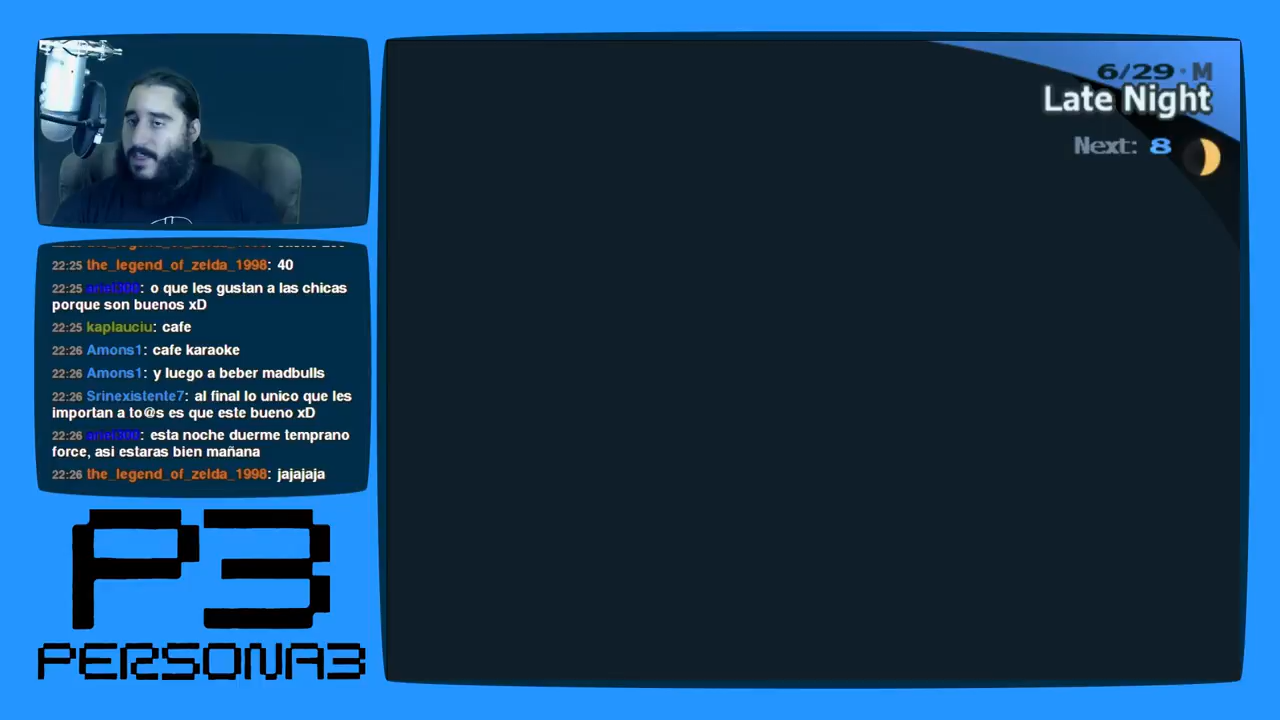 6/29 · M
Late Night
Next: 8
22:25 the_legend_of_zelda_1998: 40
22:25 : o que les gustan a las chicas
porque son buenos xD
22:25 kaplauciu: cafe
22:26 Amons1: cafe karaoke
22:26 Amons1: y luego a beber madbulls
22:26 Srinexistente7: al final lo unico que les
importan a to@s es que este bueno xD
22:26 : esta noche duerme temprano
force, asi estaras bien mañana
22:26 the_legend_of_zelda_1998: jajajaja
P3
PERSONA3